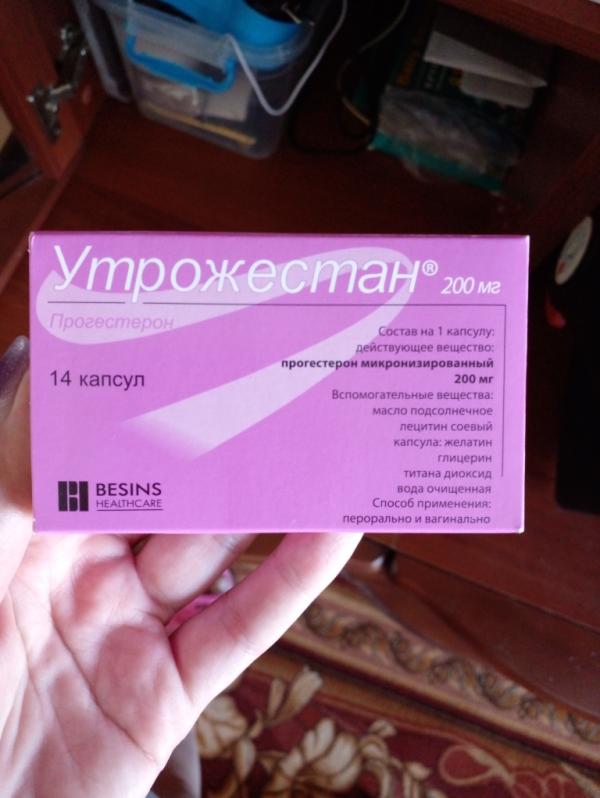 Утрожестан® 200 мг
Прогестерон
14 капсул
Состав на 1 капсулу:
действующее вещество:
прогестерон микронизированный
200 мг
Вспомогательные вещества:
масло подсолнечное
лецитин соевый
капсула: желатин
глицерин
титана диоксид
вода очищенная
Способ применения:
перорально и вагинально
BESINS
HEALTHCARE